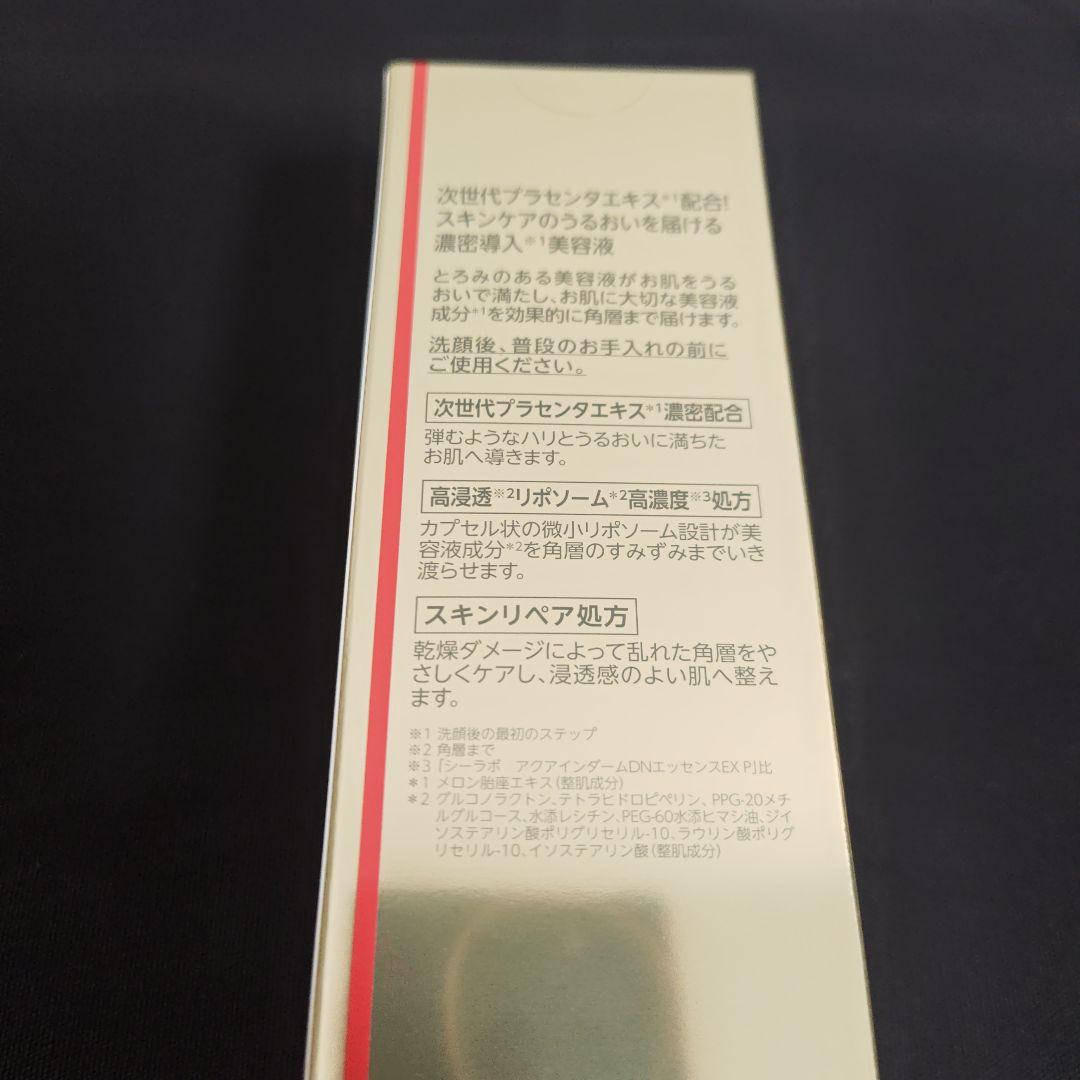 次世代プラセンタエキス*1配合!
スキンケアのうるおいを届ける
濃密導入※1美容液
とろみのある美容液がお肌をうる
おいで満たし、お肌に大切な美容液
成分*1を効果的に角層まで届けます。
洗顔後、普段のお手入れの前に
ご使用ください。
次世代プラセンタエキス*1濃密配合
弾むようなハリとうるおいに満ちた
お肌へ導きます。
高浸透※2リポソーム*2高濃度※3処方
カプセル状の微小リポソーム設計が美
容液成分*2を角層のすみずみまでいき
渡らせます。
スキンリペア処方
乾燥ダメージによって乱れた角層をや
さしくケアし、浸透感のよい肌へ整え
ます。
※1 洗顔後の最初のステップ
※2 角層まで
※3「シーラボ　アクアインダームDNエッセンスEX P」比
*1 メロン胎座エキス(整肌成分)
*2 グルコノラクトン、テトラヒドロピペリン、PPG-20メチ
ルグルコース、水添レシチン、PEG-60水添ヒマシ油、ジイ
ソステアリン酸ポリグリセリル-10、ラウリン酸ポリグ
リセリル-10、イソステアリン酸(整肌成分)